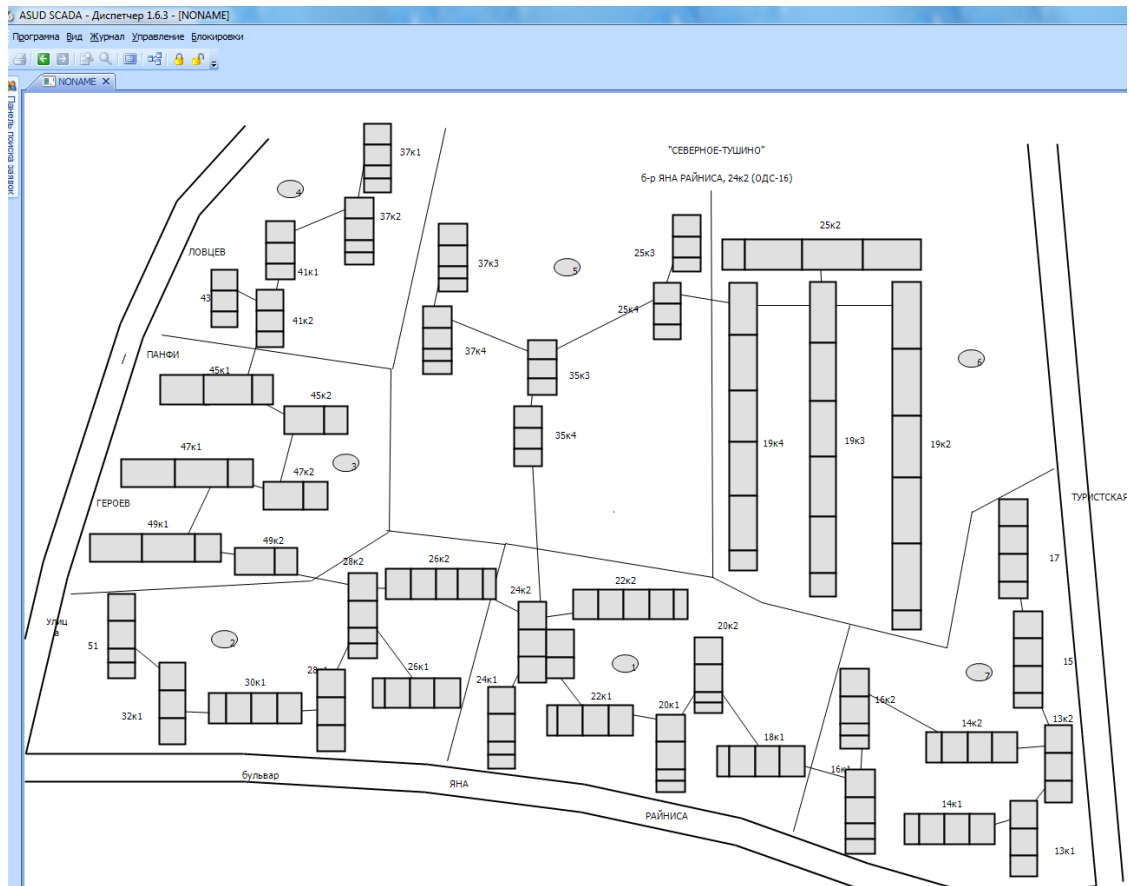 ASUD SCADA - Диспетчер 1.6.3 - [NONAME]
Программа Вид Журнал Управление Блокировки
NONAME
Панель поиска заявок
37к1
"СЕВЕРНОЕ-ТУШИНО"
б-р ЯНА РАЙНИСА, 24к2 (ОДС-16)
4
37к2
25к2
ЛОВЦЕВ
25к3
37к3
5
41к1
43
25к4
41к2
ПАНФИ
37к4
6
45к1
35к3
45к2
35к4
19к4
19к3
19к2
47к1
3
47к2
ТУРИСТСКАЯ
ГЕРОЕВ
49к1
49к2
28к2
26к2
17
22к2
24к2
Улиц
а
20к2
51
2
15
1
26к1
28к1
7
24к1
30к1
16к2
22к1
20к1
32к1
13к2
14к2
18к1
16к1
бульвар
ЯНА
14к1
РАЙНИСА
13к1